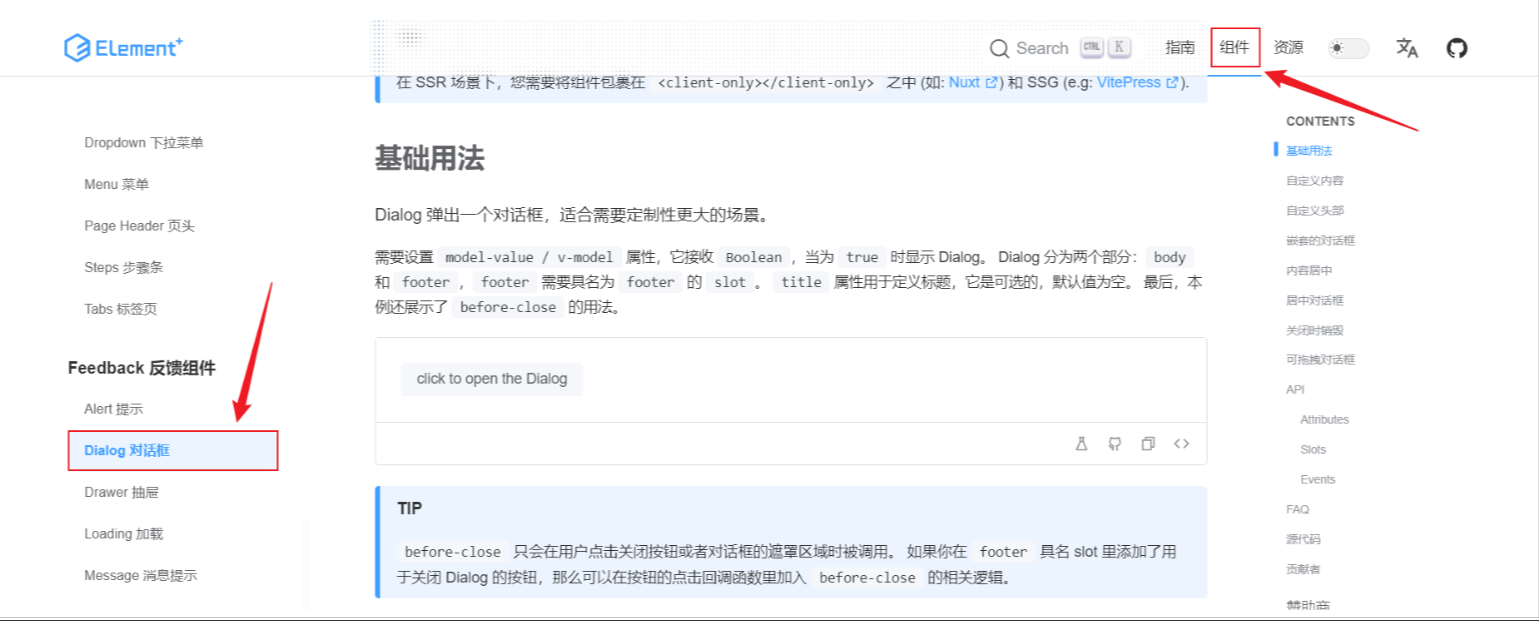 Element+
Search CTRL K 指南 组件 资源
在 SSR 场景下，您需要将组件包裹在 <client-only></client-only> 之中 (如: Nuxt) 和 SSG (e.g: VitePress).
Dropdown 下拉菜单
Menu 菜单
Page Header 页头
Steps 步骤条
Tabs 标签页
Feedback 反馈组件
Alert 提示
Dialog 对话框
Drawer 抽屉
Loading 加载
Message 消息提示
基础用法
Dialog 弹出一个对话框，适合需要定制性更大的场景。
需要设置 model-value / v-model 属性，它接收 Boolean ，当为 true 时显示 Dialog。 Dialog 分为两个部分： body
和 footer ， footer 需要具名为 footer 的 slot 。 title 属性用于定义标题，它是可选的，默认值为空。 最后，本
例还展示了 before-close 的用法。
click to open the Dialog
TIP
before-close 只会在用户点击关闭按钮或者对话框的遮罩区域时被调用。 如果你在 footer 具名 slot 里添加了用
于关闭 Dialog 的按钮，那么可以在按钮的点击回调函数里加入 before-close 的相关逻辑。
CONTENTS
基础用法
自定义内容
自定义头部
嵌套的对话框
内容居中
居中对话框
关闭时销毁
可拖拽对话框
API
Attributes
Slots
Events
FAQ
源代码
贡献者
赞助商